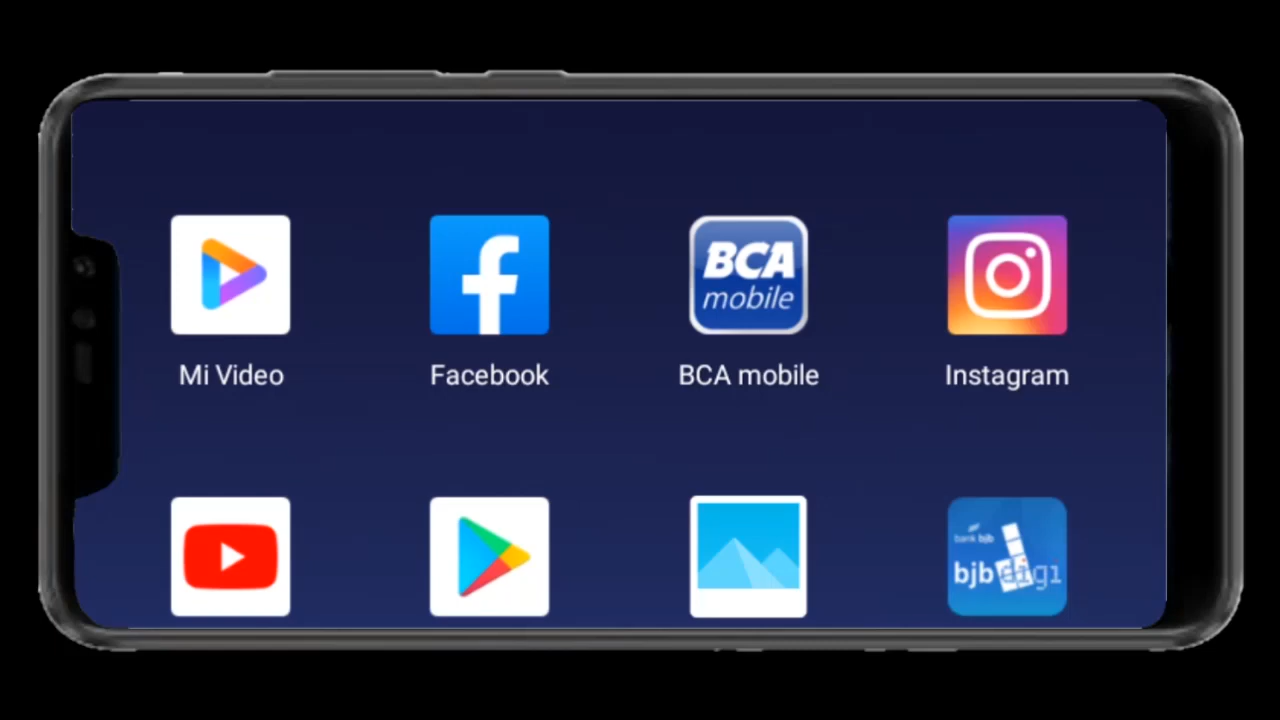 BCA
mobile
Mi Video
Facebook
BCA mobile
Instagram
bank bjb
bjb digi